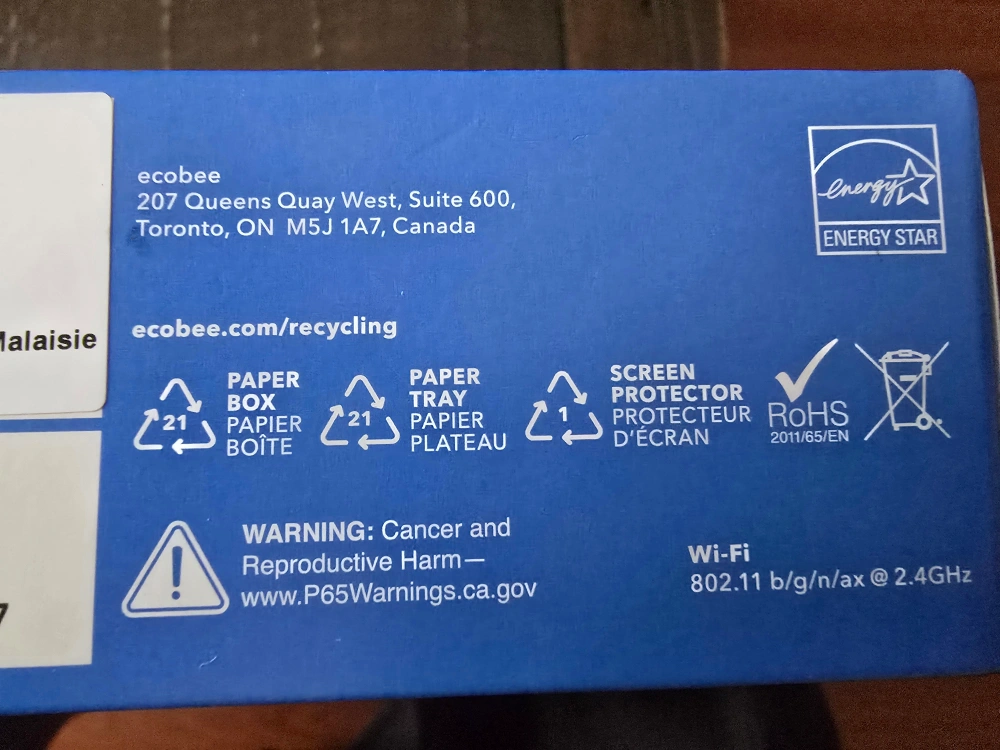 ecobee
207 Queens Quay West, Suite 600,
Toronto, ON M5J 1A7, Canada
energy
ENERGY STAR
ecobee.com/recycling
21
PAPER
BOX
PAPIER
BOÎTE
21
PAPER
TRAY
PAPIER
PLATEAU
1
SCREEN
PROTECTOR
PROTECTEUR
D'ÉCRAN
RoHS
2011/65/EN
WARNING: Cancer and
Reproductive Harm—
www.P65Warnings.ca.gov
Wi-Fi
802.11 b/g/n/ax @ 2.4GHz
7